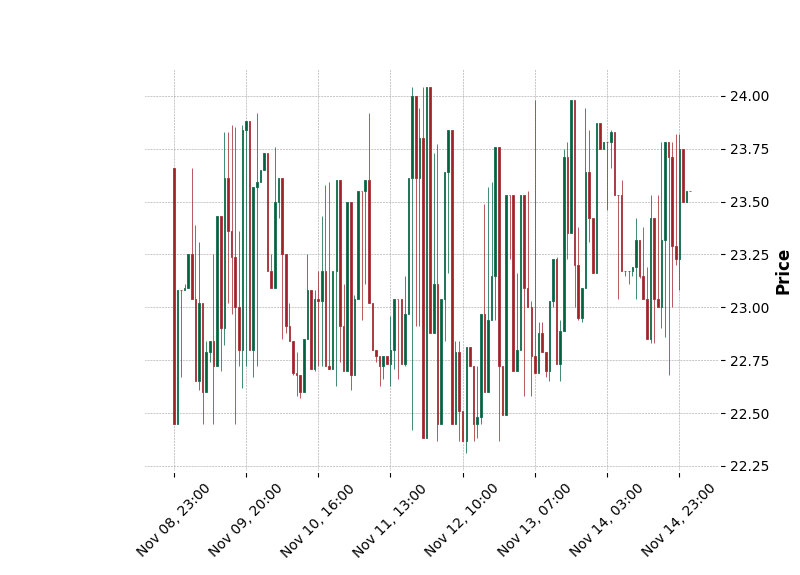 24.00
23.75
23.50
23.25
23.00
22.75
22.50
22.25
Price
Nov 08, 23:00
Nov 09, 20:00
Nov 10, 16:00
Nov 11, 13:00
Nov 12, 10:00
Nov 13, 07:00
Nov 14, 03:00
Nov 14, 23:00